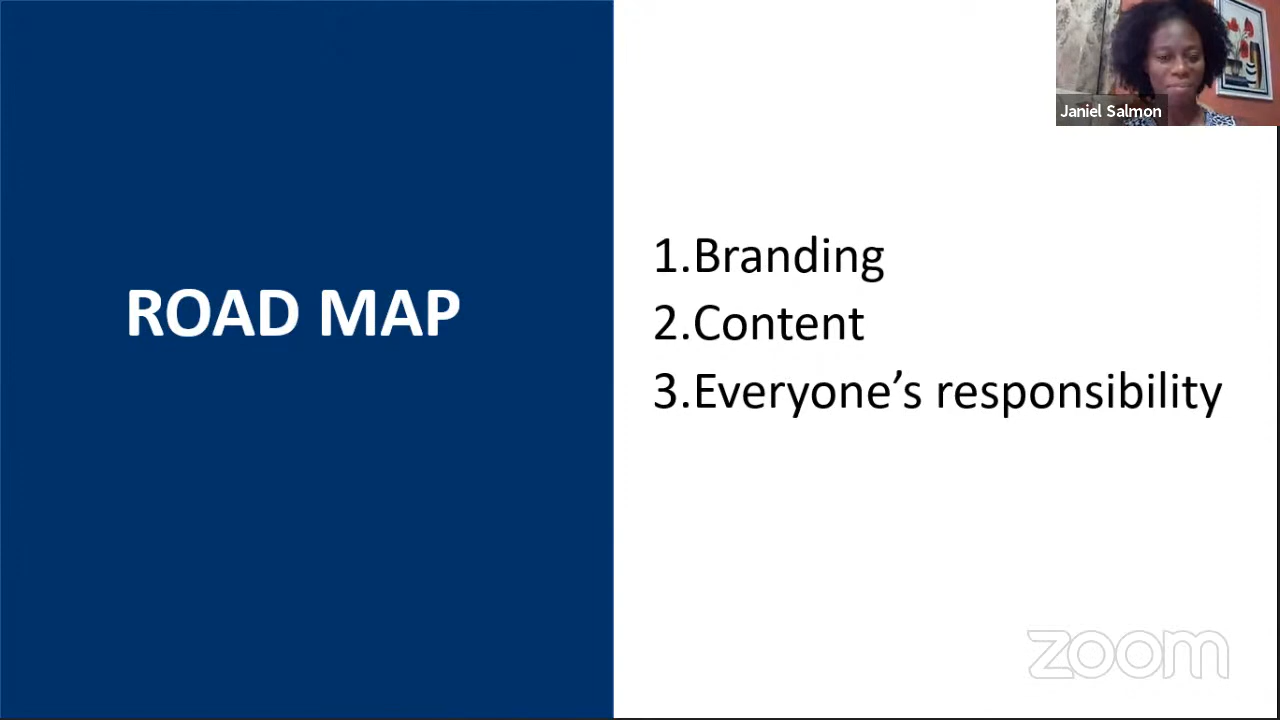 Janiel Salmon
ROAD MAP
1.Branding
2.Content
3.Everyone’s responsibility
zoom